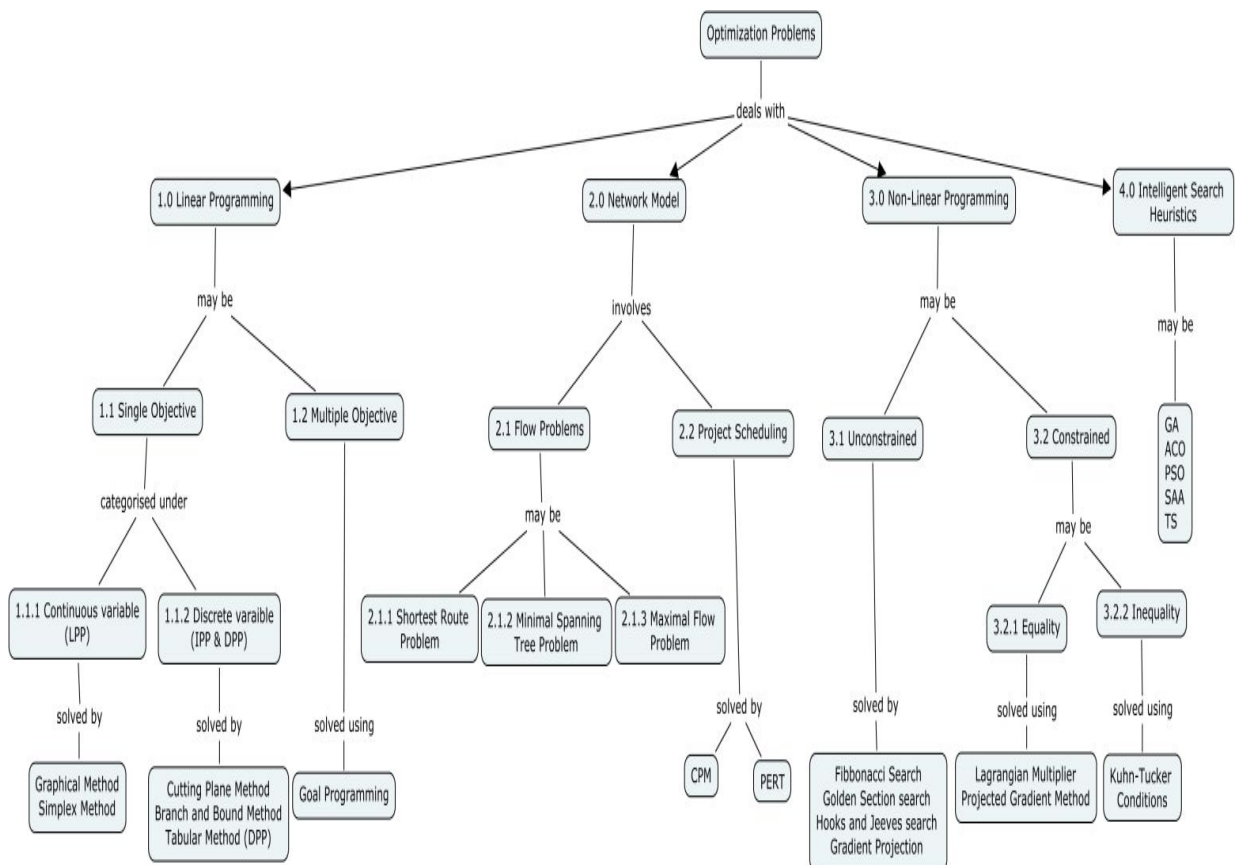 Optimization Problems
deals with
1.0 Linear Programming
2.0 Network Model
3.0 Non-Linear Programming
4.0 Intelligent Search
Heuristics
may be
involves
may be
may be
1.1 Single Objective
1.2 Multiple Objective
2.1 Flow Problems
2.2 Project Scheduling
3.1 Unconstrained
3.2 Constrained
GA
ACO
PSO
SAA
TS
categorised under
may be
may be
1.1.1 Continuous variable
(LPP)
1.1.2 Discrete varaible
(IPP & DPP)
2.1.1 Shortest Route
Problem
2.1.2 Minimal Spanning
Tree Problem
2.1.3 Maximal Flow
Problem
3.2.1 Equality
3.2.2 Inequality
solved by
solved by
solved using
solved by
solved by
solved using
solved using
Graphical Method
Simplex Method
Cutting Plane Method
Branch and Bound Method
Tabular Method (DPP)
Goal Programming
CPM
PERT
Fibbonacci Search
Golden Section search
Hooks and Jeeves search
Gradient Projection
Lagrangian Multiplier
Projected Gradient Method
Kuhn-Tucker
Conditions